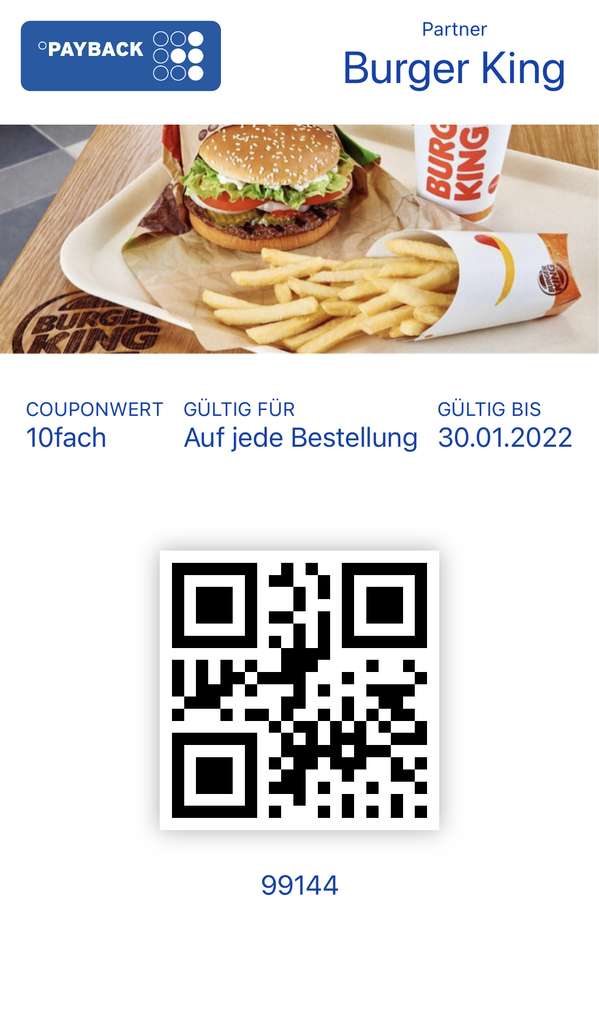 °PAYBACK
Partner
Burger King
BURGER
KING
BURG
KING
COUPONWERT
10fach
GÜLTIG FÜR
Auf jede Bestellung
GÜLTIG BIS
30.01.2022
99144